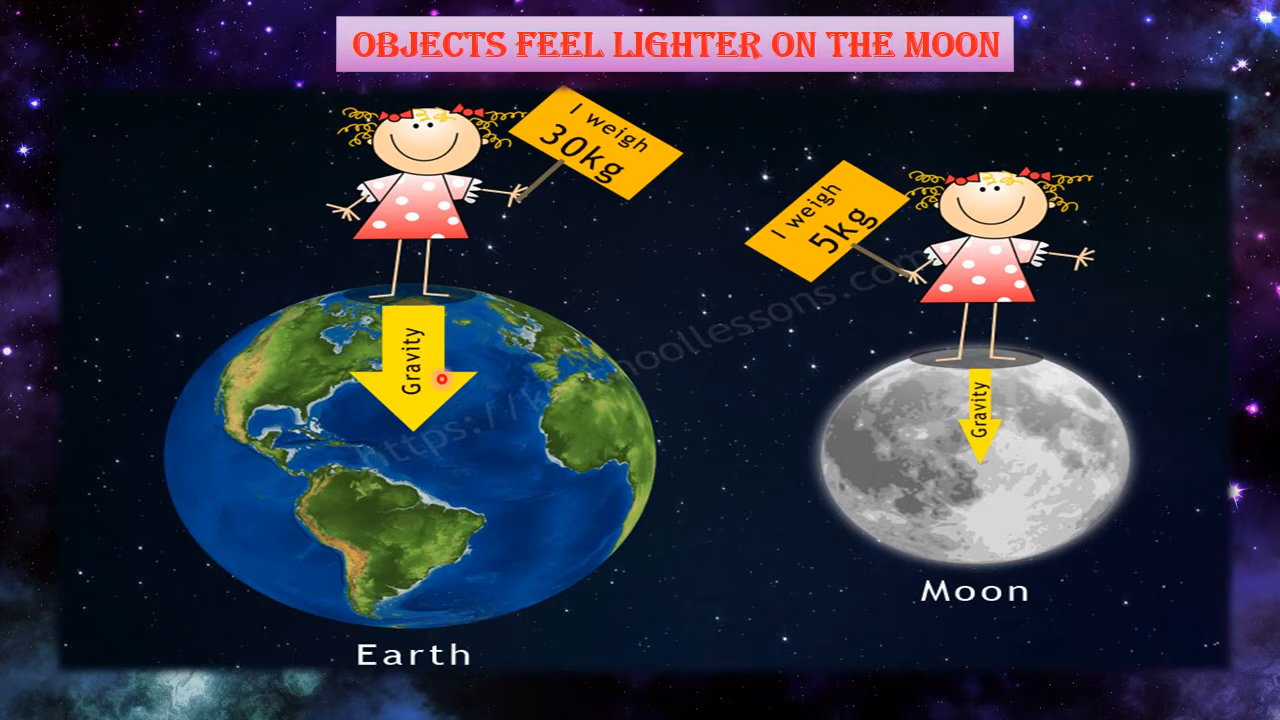 OBJECTS FEEL LIGHTER ON THE MOON
I weigh
30kg
I weigh
5kg
Gravity
Gravity
Moon
Earth